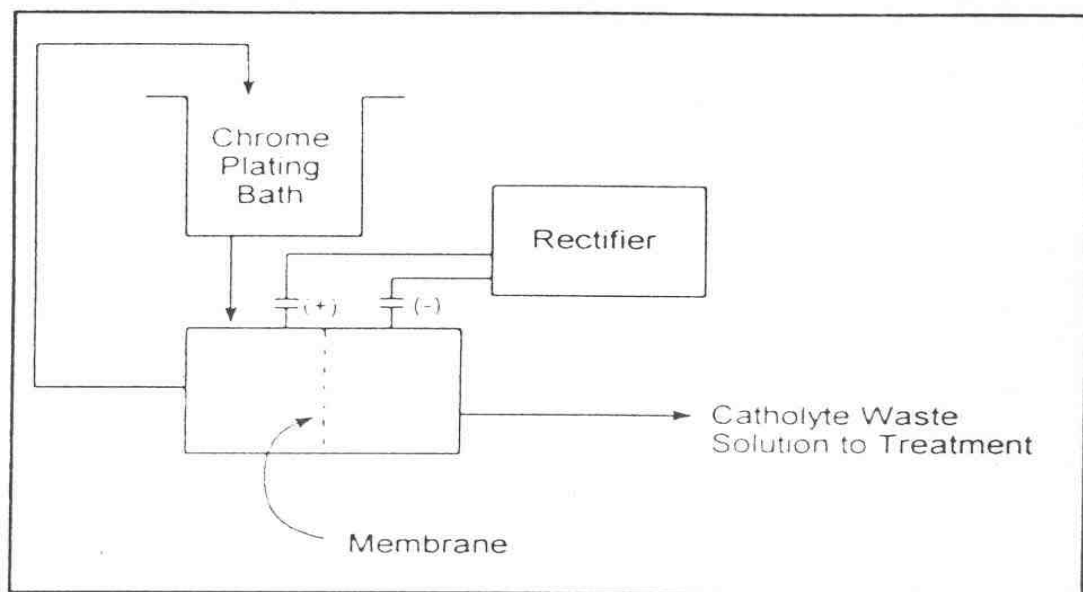 Chrome
Plating
Bath
Rectifier
(+)
(-)
Catholyte Waste
Solution to Treatment
Membrane